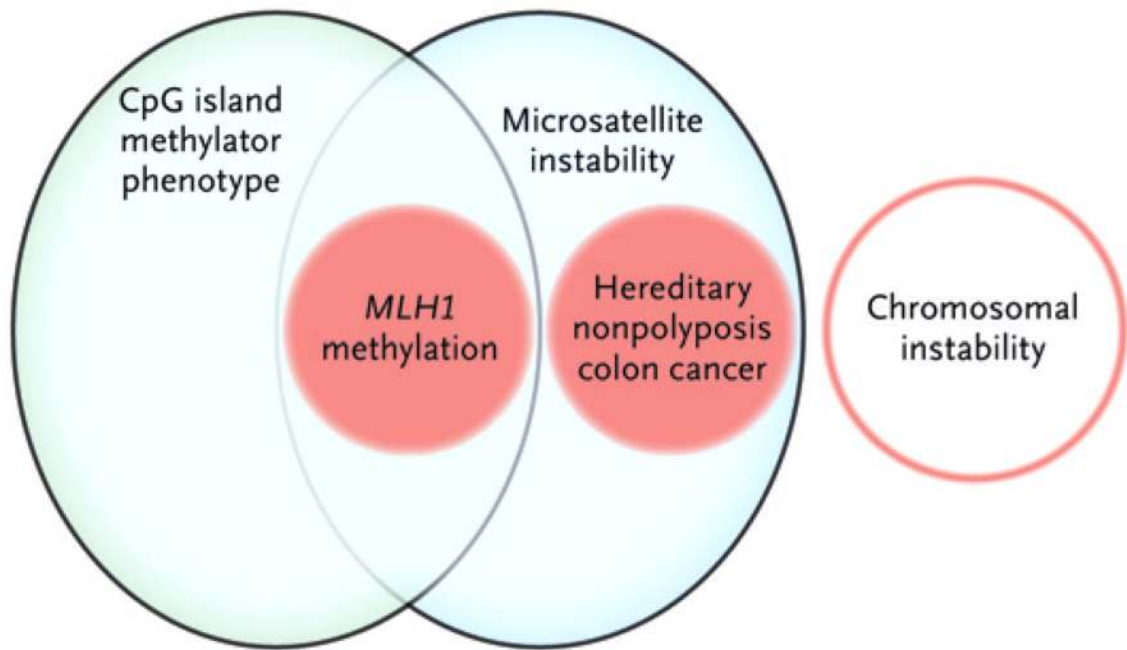 CpG island
methylator
phenotype
Microsatellite
instability
MLH1
methylation
Hereditary
nonpolyposis
colon cancer
Chromosomal
instability